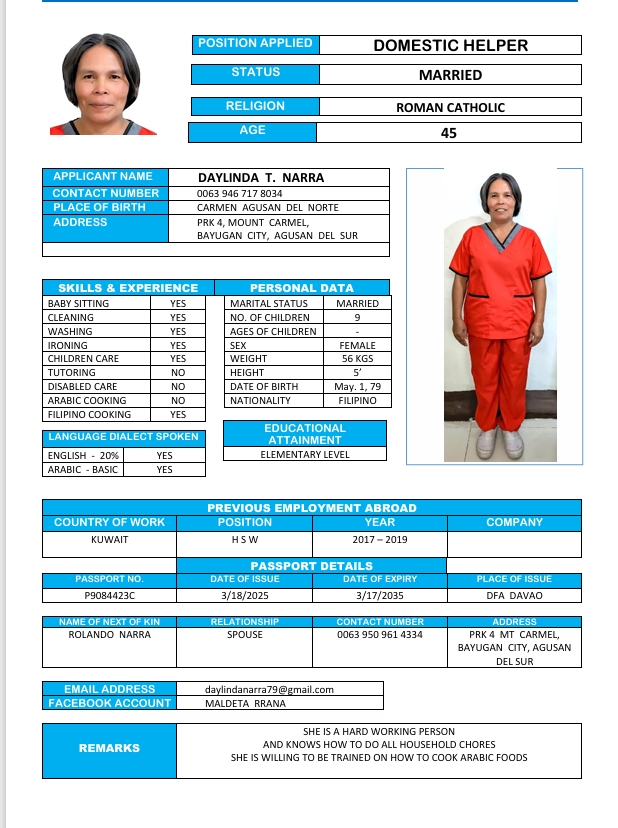 POSITION APPLIED DOMESTIC HELPER
STATUS MARRIED
RELIGION ROMAN CATHOLIC
AGE 45
APPLICANT NAME DAYLINDA T. NARRA
CONTACT NUMBER 0063 946 717 8034
PLACE OF BIRTH CARMEN AGUSAN DEL NORTE
ADDRESS PRK 4, MOUNT CARMEL,
BAYUGAN CITY, AGUSAN DEL SUR
SKILLS & EXPERIENCE
BABY SITTING YES
CLEANING YES
WASHING YES
IRONING YES
CHILDREN CARE YES
TUTORING NO
DISABLED CARE NO
ARABIC COOKING NO
FILIPINO COOKING YES
PERSONAL DATA
MARITAL STATUS MARRIED
NO. OF CHILDREN 9
AGES OF CHILDREN -
SEX FEMALE
WEIGHT 56 KGS
HEIGHT 5’
DATE OF BIRTH May. 1, 79
NATIONALITY FILIPINO
LANGUAGE DIALECT SPOKEN
ENGLISH - 20% YES
ARABIC - BASIC YES
EDUCATIONAL
ATTAINMENT
ELEMENTARY LEVEL
PREVIOUS EMPLOYMENT ABROAD
COUNTRY OF WORK POSITION YEAR COMPANY
KUWAIT H S W 2017 – 2019
PASSPORT DETAILS
PASSPORT NO. DATE OF ISSUE DATE OF EXPIRY PLACE OF ISSUE
P9084423C 3/18/2025 3/17/2035 DFA DAVAO
NAME OF NEXT OF KIN RELATIONSHIP CONTACT NUMBER ADDRESS
ROLANDO NARRA SPOUSE 0063 950 961 4334 PRK 4 MT CARMEL,
BAYUGAN CITY, AGUSAN
DEL SUR
EMAIL ADDRESS daylindanarra79@gmail.com
FACEBOOK ACCOUNT MALDETA RRANA
REMARKS
SHE IS A HARD WORKING PERSON
AND KNOWS HOW TO DO ALL HOUSEHOLD CHORES
SHE IS WILLING TO BE TRAINED ON HOW TO COOK ARABIC FOODS